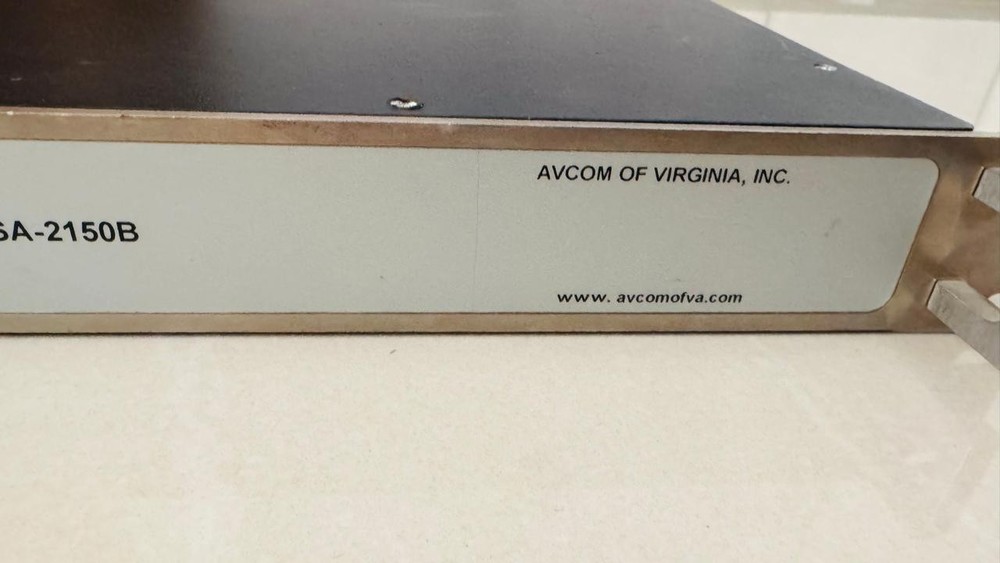 AVCOM OF VIRGINIA, INC.
SA-2150B
www. avcomofva.com